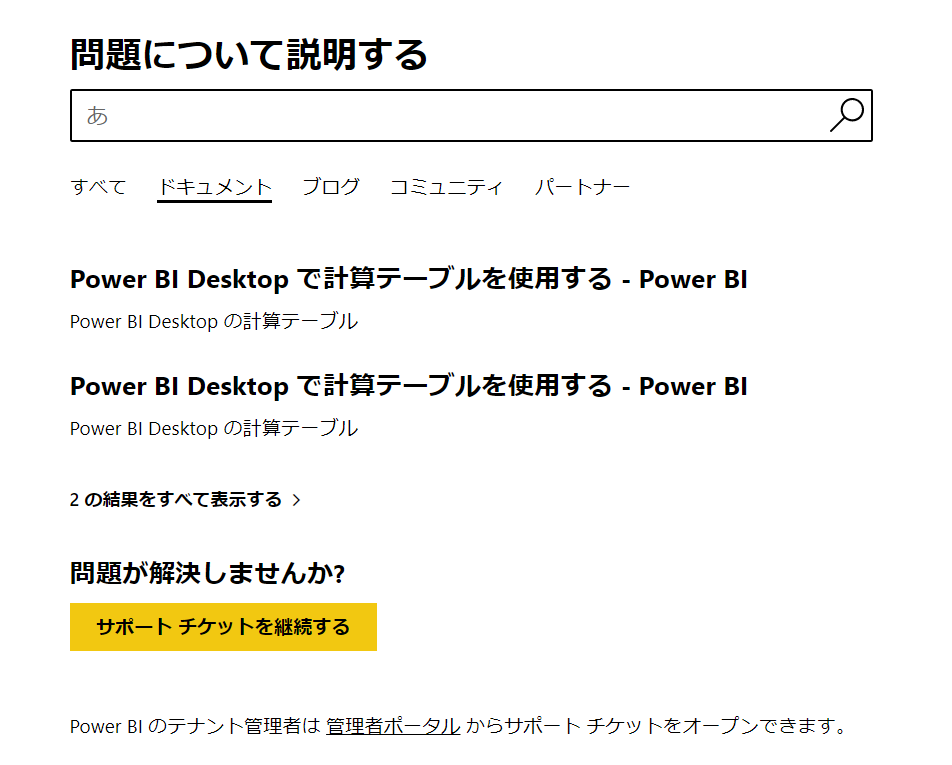 問題について説明する
あ
すべて ドキュメント ブログ コミュニティ パートナー
Power BI Desktop で計算テーブルを使用する - Power BI
Power BI Desktop の計算テーブル
Power BI Desktop で計算テーブルを使用する - Power BI
Power BI Desktop の計算テーブル
2 の結果をすべて表示する
問題が解決しませんか?
サポート チケットを継続する
Power BI のテナント管理者は 管理者ポータル からサポート チケットをオープンできます。